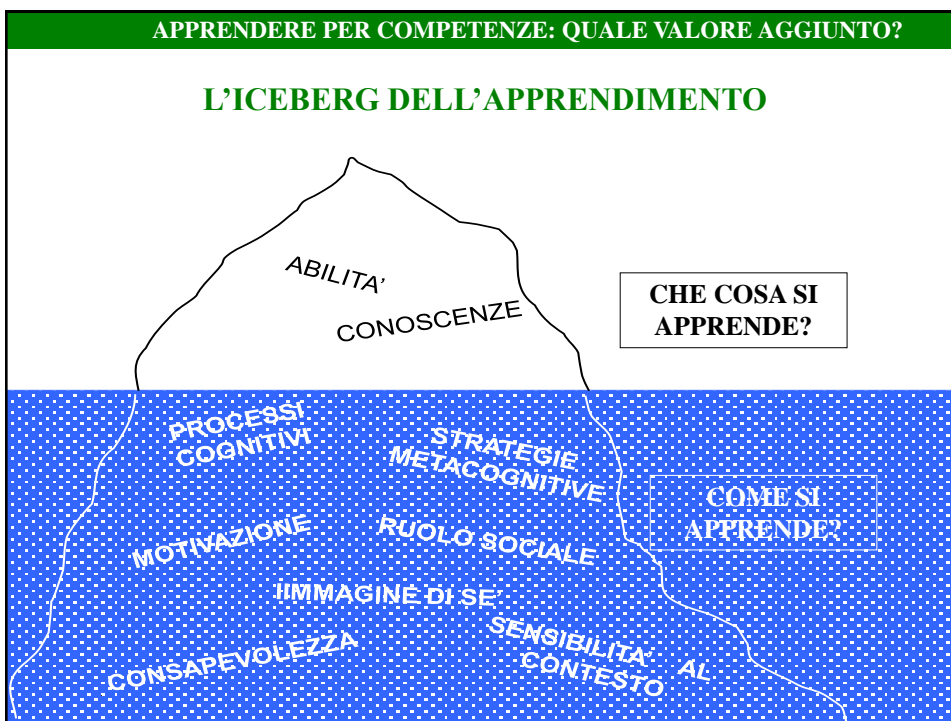 APPRENDERE PER COMPETENZE: QUALE VALORE AGGIUNTO?
L'ICEBERG DELL'APPRENDIMENTO
ABILITA'
CONOSCENZE
CHE COSA SI
APPRENDE?
PROCESSI
COGNITIVI
STRATEGIE
METACOGNITIVE
COME SI
APPRENDE?
MOTIVAZIONE
RUOLO SOCIALE
IIMMAGINE DI SE'
CONSAPEVOLEZZA
SENSIBILITA' AL
CONTESTO